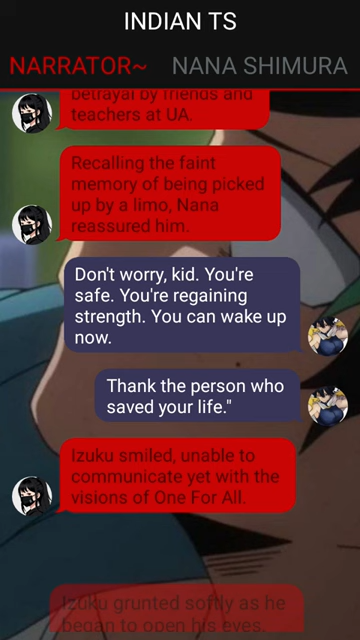 INDIAN TS
NARRATOR~ NANA SHIMURA
betrayal by friends and
teachers at UA.
Recalling the faint
memory of being picked
up by a limo, Nana
reassured him.
Don't worry, kid. You're
safe. You're regaining
strength. You can wake up
now.
Thank the person who
saved your life."
Izuku smiled, unable to
communicate yet with the
visions of One For All.
Izuku grunted softly as he
began to open his eyes.